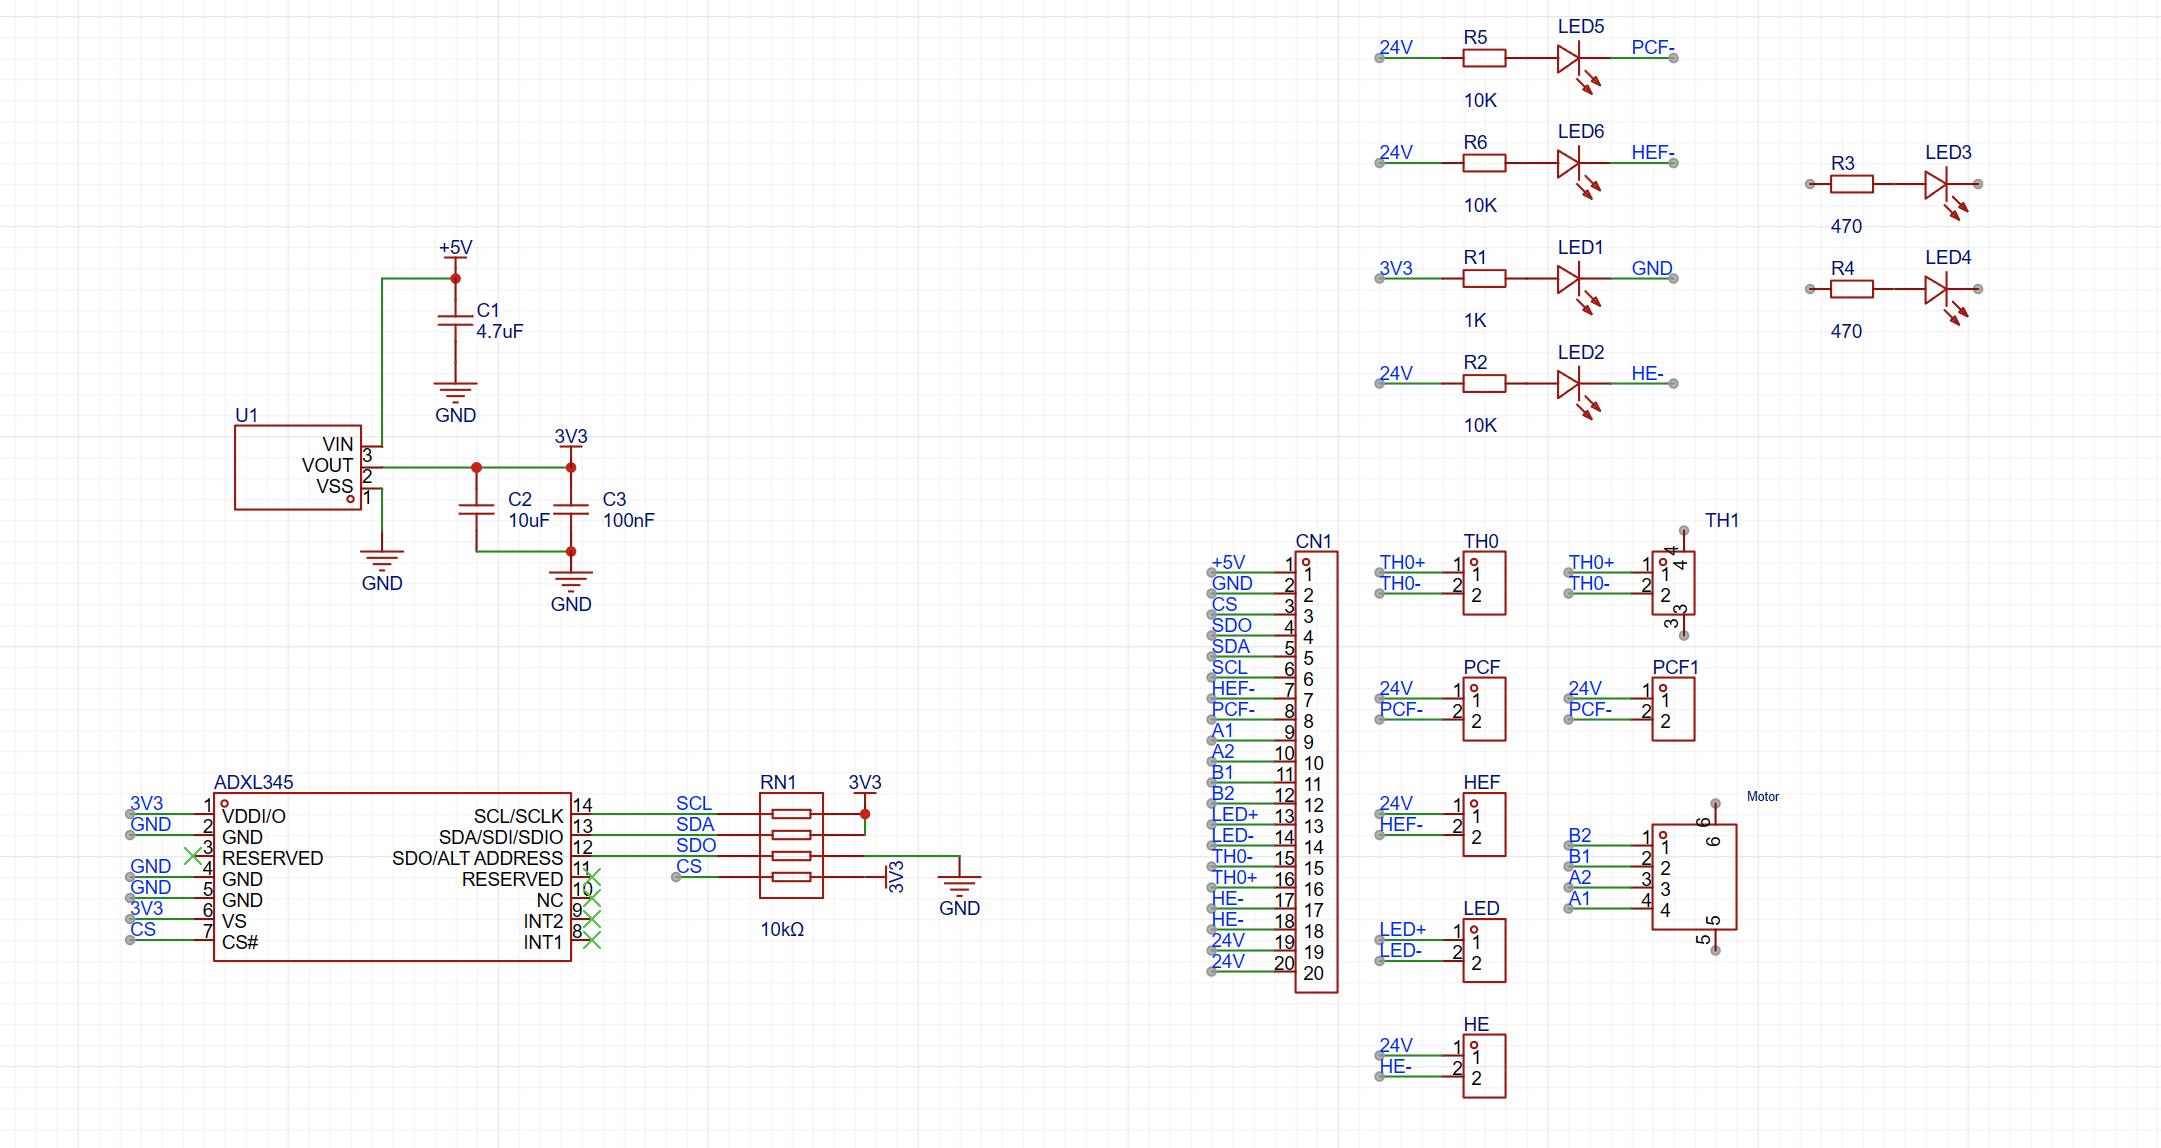 LED5
24V
R5
PCF-
10K
LED6
24V
R6
HEF-
10K
LED1
3V3
R1
GND
1K
LED2
24V
R2
HE-
10K
R3
LED3
470
R4
LED4
470
+5V
C1
4.7uF
GND
U1
VIN
3
VOUT
2
VSS
1
GND
3V3
C2
10uF
C3
100nF
GND
ADXL345
3V3 1 VDDI/O
GND 2 GND
3 RESERVED
GND 4 GND
GND 5 GND
3V3 6 VS
CS 7 CS#
SCL/SCLK 14 SCL
SDA/SDI/SDIO 13 SDA
SDO/ALT ADDRESS 12 SDO
RESERVED 11 CS
NC 10
INT2 9
INT1 8
RN1
10kΩ
3V3
3V3
GND
CN1
+5V 1 1
GND 2 2
CS 3 3
SDO 4 4
SDA 5 5
SCL 6 6
HEF- 7 7
PCF- 8 8
A1 9 9
A2 10 10
B1 11 11
B2 12 12
LED+ 13 13
LED- 14 14
TH0- 15 15
TH0+ 16 16
HE- 17 17
HE- 18 18
24V 19 19
24V 20 20
TH0
TH0+ 1 1
TH0- 2 2
TH1
TH0+ 1 1
TH0- 2 2
4 4
3 3
PCF
24V 1 1
PCF- 2 2
PCF1
24V 1 1
PCF- 2 2
HEF
24V 1 1
HEF- 2 2
Motor
6 6
B2 1 1
B1 2 2
A2 3 3
A1 4 4
5 5
LED
LED+ 1 1
LED- 2 2
HE
24V 1 1
HE- 2 2